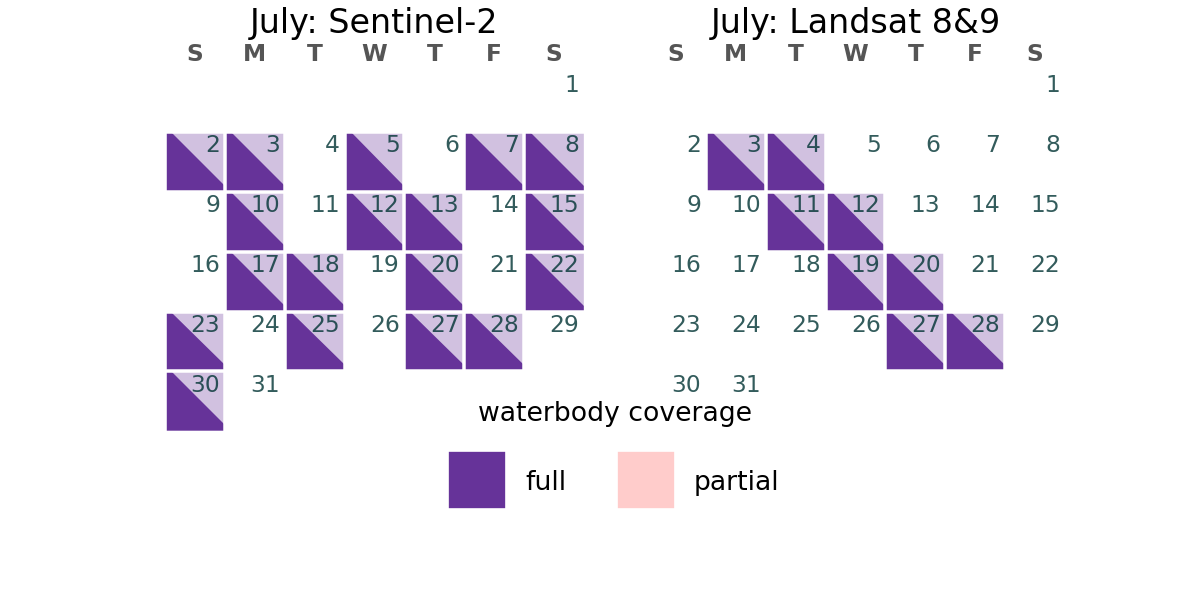 July: Sentinel-2
S M T W T F S
1
2 3 4 5 6 7 8
9 10 11 12 13 14 15
16 17 18 19 20 21 22
23 24 25 26 27 28 29
30 31
July: Landsat 8&9
S M T W T F S
1
2 3 4 5 6 7 8
9 10 11 12 13 14 15
16 17 18 19 20 21 22
23 24 25 26 27 28 29
30 31
waterbody coverage
full partial